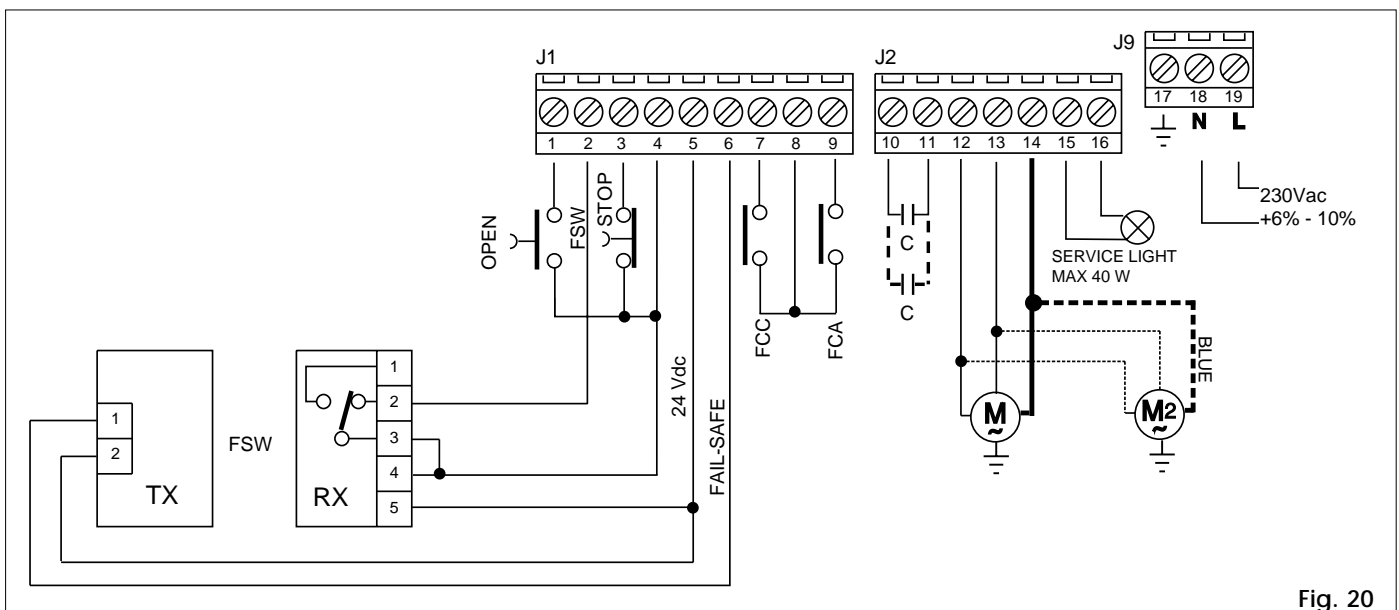 J1
J2
J9
1 2 3 4 5 6 7 8 9
10 11 12 13 14 15 16
17 18 19
N L
230Vac
+6% - 10%
OPEN
FSW
STOP
24 Vdc
FAIL-SAFE
FCC
FCA
C
C
SERVICE LIGHT
MAX 40 W
BLUE
M
~
M2
~
1
2
TX
FSW
RX
1
2
3
4
5
Fig. 20